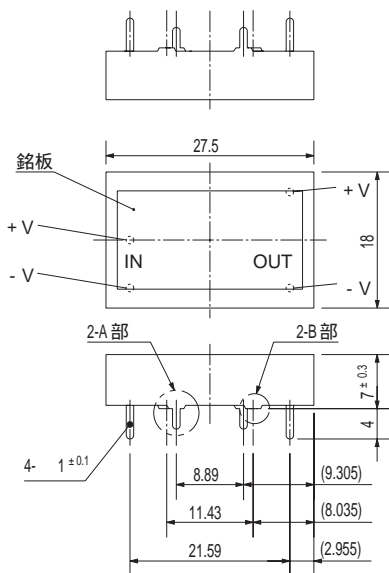 27.5
銘板
+ V
+ V
18
IN
OUT
- V
- V
2-A 部
2-B 部
7 ± 0.3
4
4- 1 ± 0.1
8.89
(9.305)
11.43
(8.035)
21.59
(2.955)